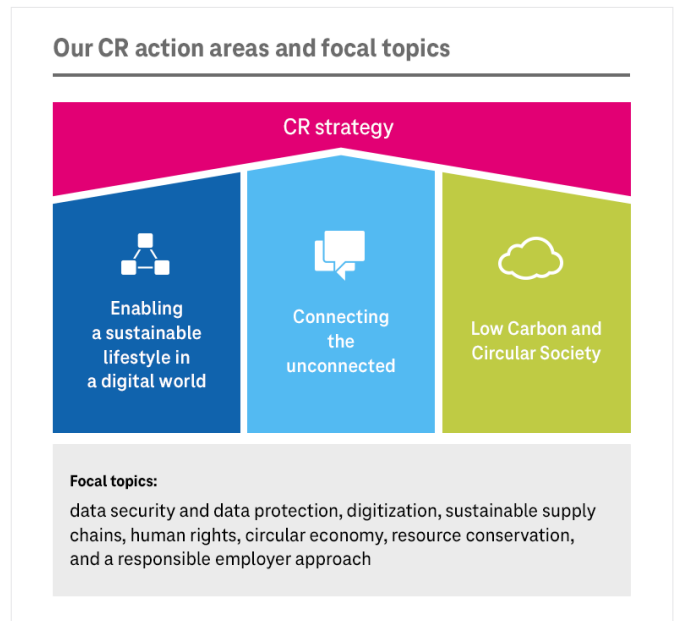 Our CR action areas and focal topics
CR strategy
Enabling
a sustainable
lifestyle in
a digital world
Connecting
the
unconnected
Low Carbon and
Circular Society
Focal topics:
data security and data protection, digitization, sustainable supply
chains, human rights, circular economy, resource conservation,
and a responsible employer approach